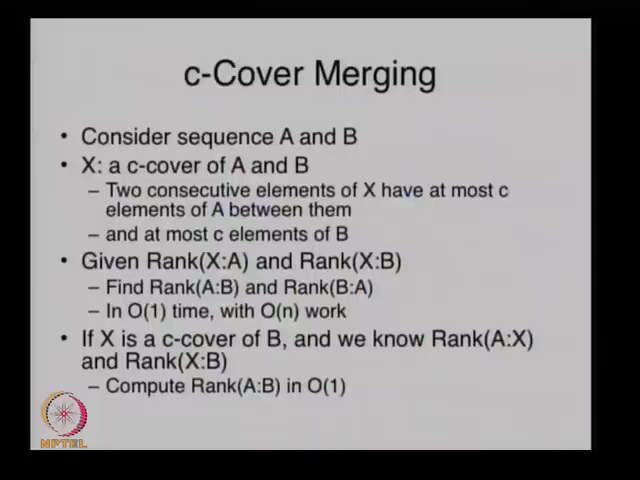 c-Cover Merging
• Consider sequence A and B
• X: a c-cover of A and B
– Two consecutive elements of X have at most c
elements of A between them
– and at most c elements of B
• Given Rank(X:A) and Rank(X:B)
– Find Rank(A:B) and Rank(B:A)
– In O(1) time, with O(n) work
• If X is a c-cover of B, and we know Rank(A:X)
and Rank(X:B)
– Compute Rank(A:B) in O(1)
NPTEL